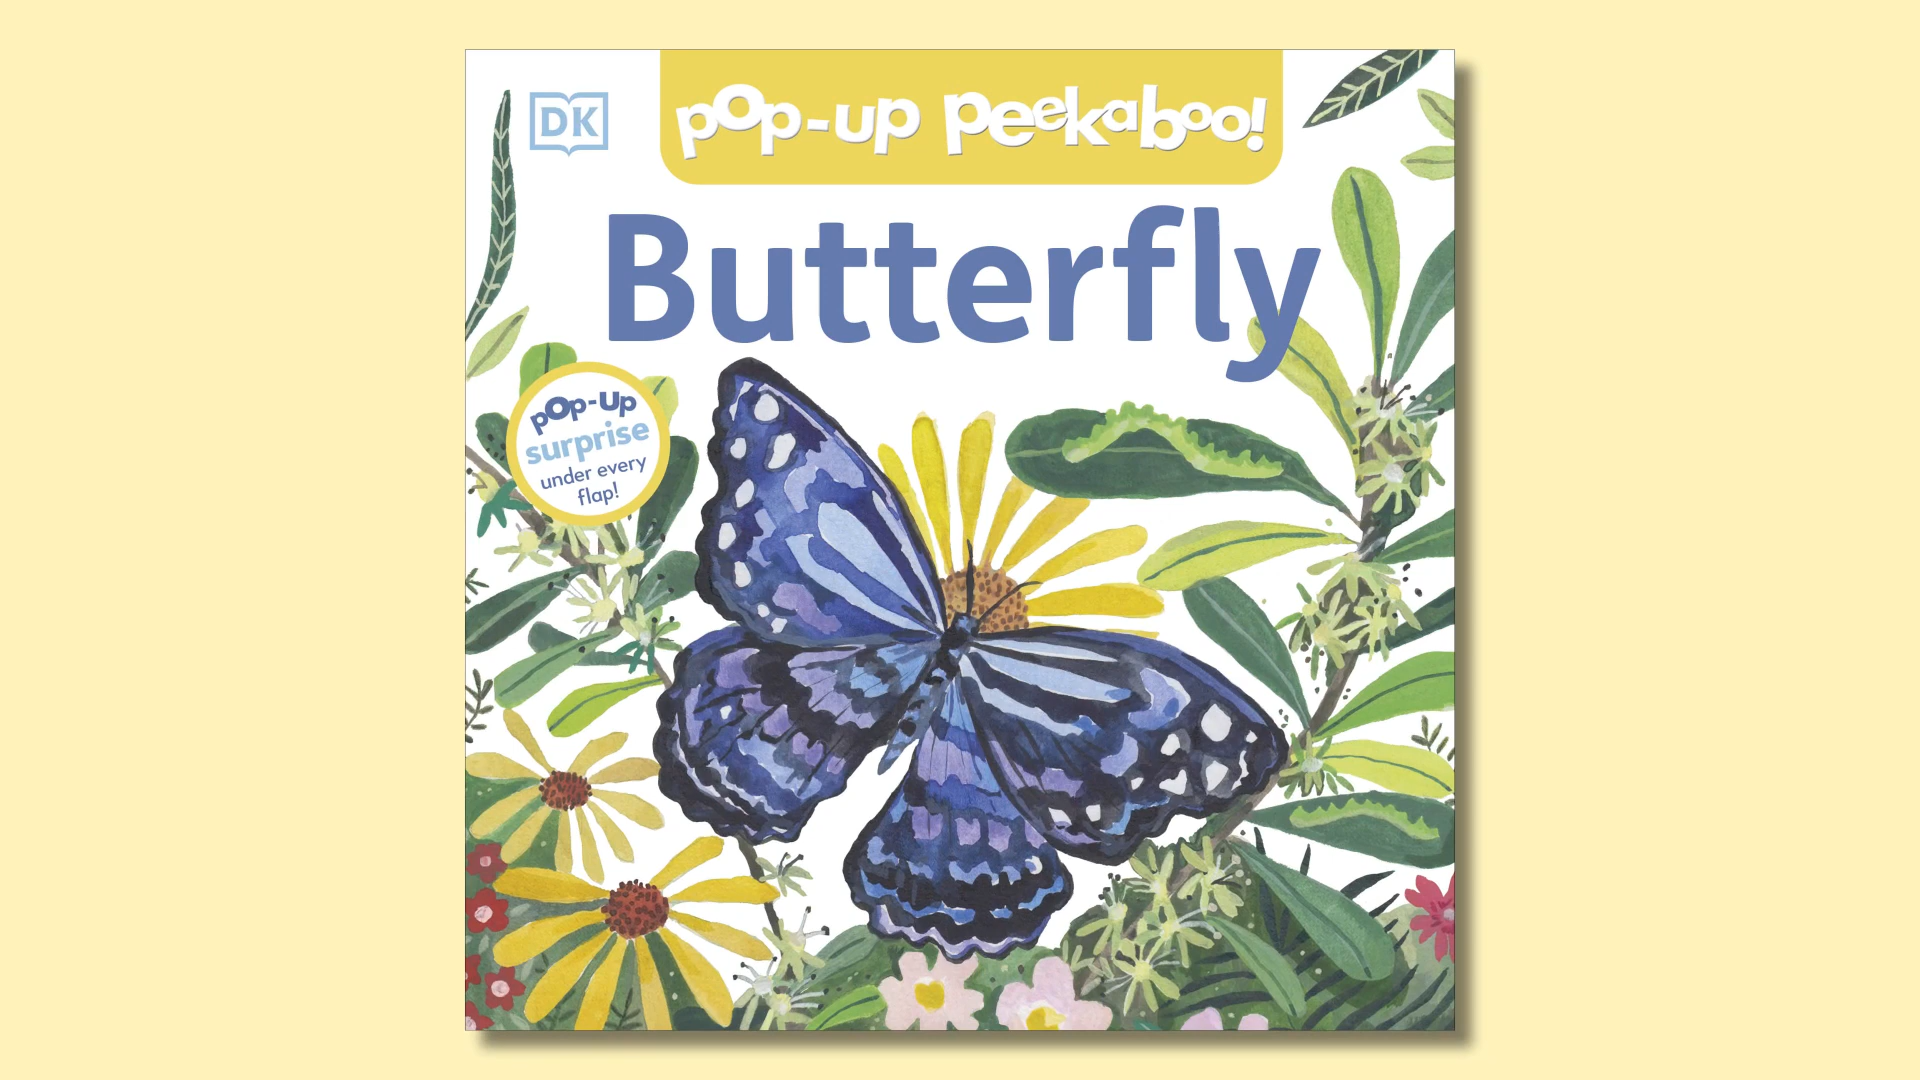 DK
pop-up peekaboo!
Butterfly
pop-up
surprise
under every
flap!